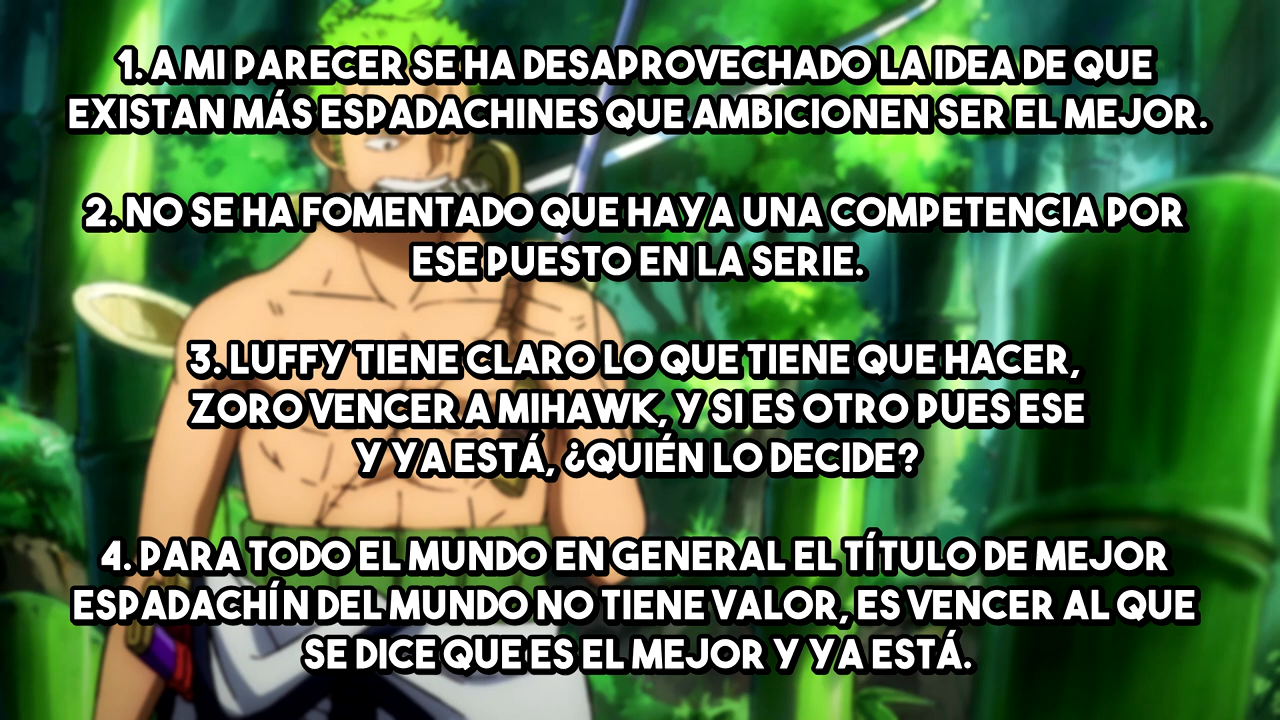 1. A MI PARECER SE HA DESAPROVECHADO LA IDEA DE QUE
EXISTAN MÁS ESPADACHINES QUE AMBICIONEN SER EL MEJOR.
2. NO SE HA FOMENTADO QUE HAYA UNA COMPETENCIA POR
ESE PUESTO EN LA SERIE.
3. LUFFY TIENE CLARO LO QUE TIENE QUE HACER,
ZORO VENCER A MIHAWK, Y SI ES OTRO PUES ESE
Y YA ESTÁ, ¿QUIÉN LO DECIDE?
4. PARA TODO EL MUNDO EN GENERAL EL TÍTULO DE MEJOR
ESPADACHÍN DEL MUNDO NO TIENE VALOR, ES VENCER AL QUE
SE DICE QUE ES EL MEJOR Y YA ESTÁ.